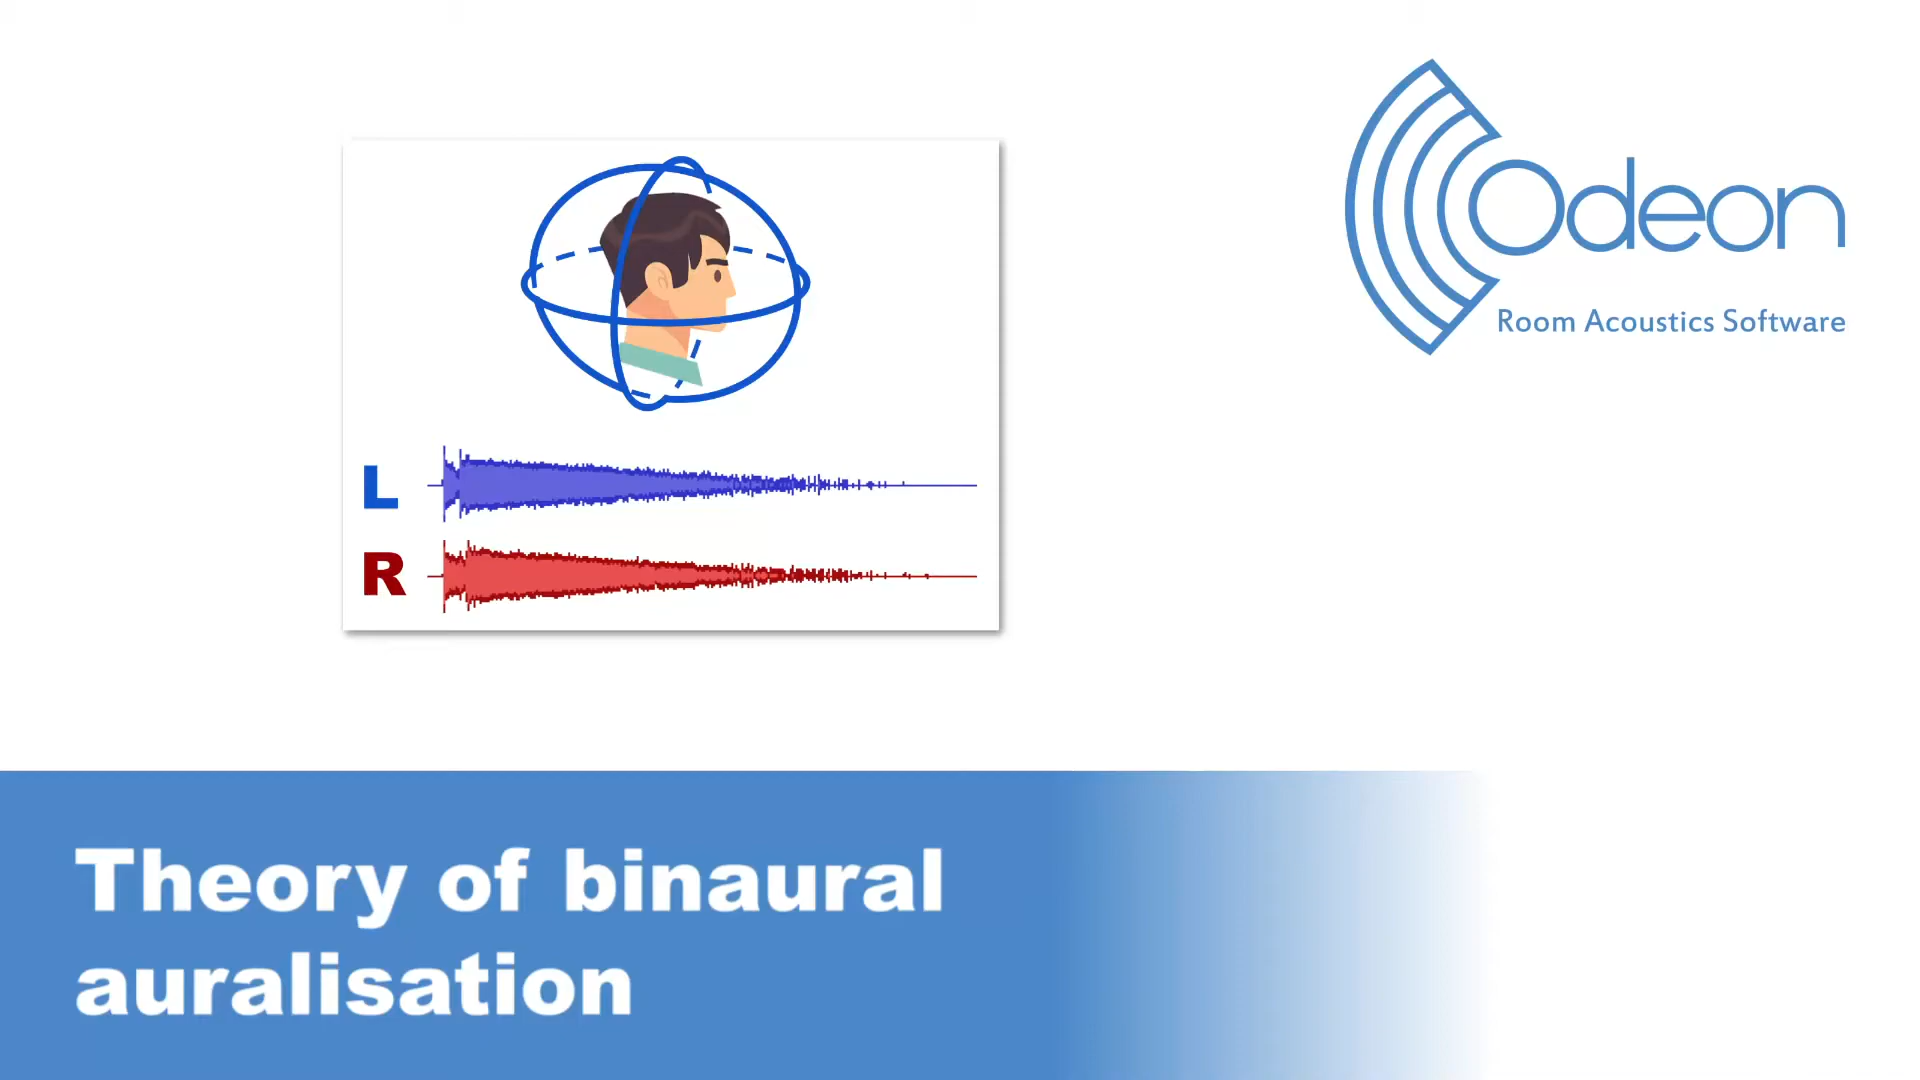 Odeon
Room Acoustics Software
L
R
Theory of binaural
auralisation